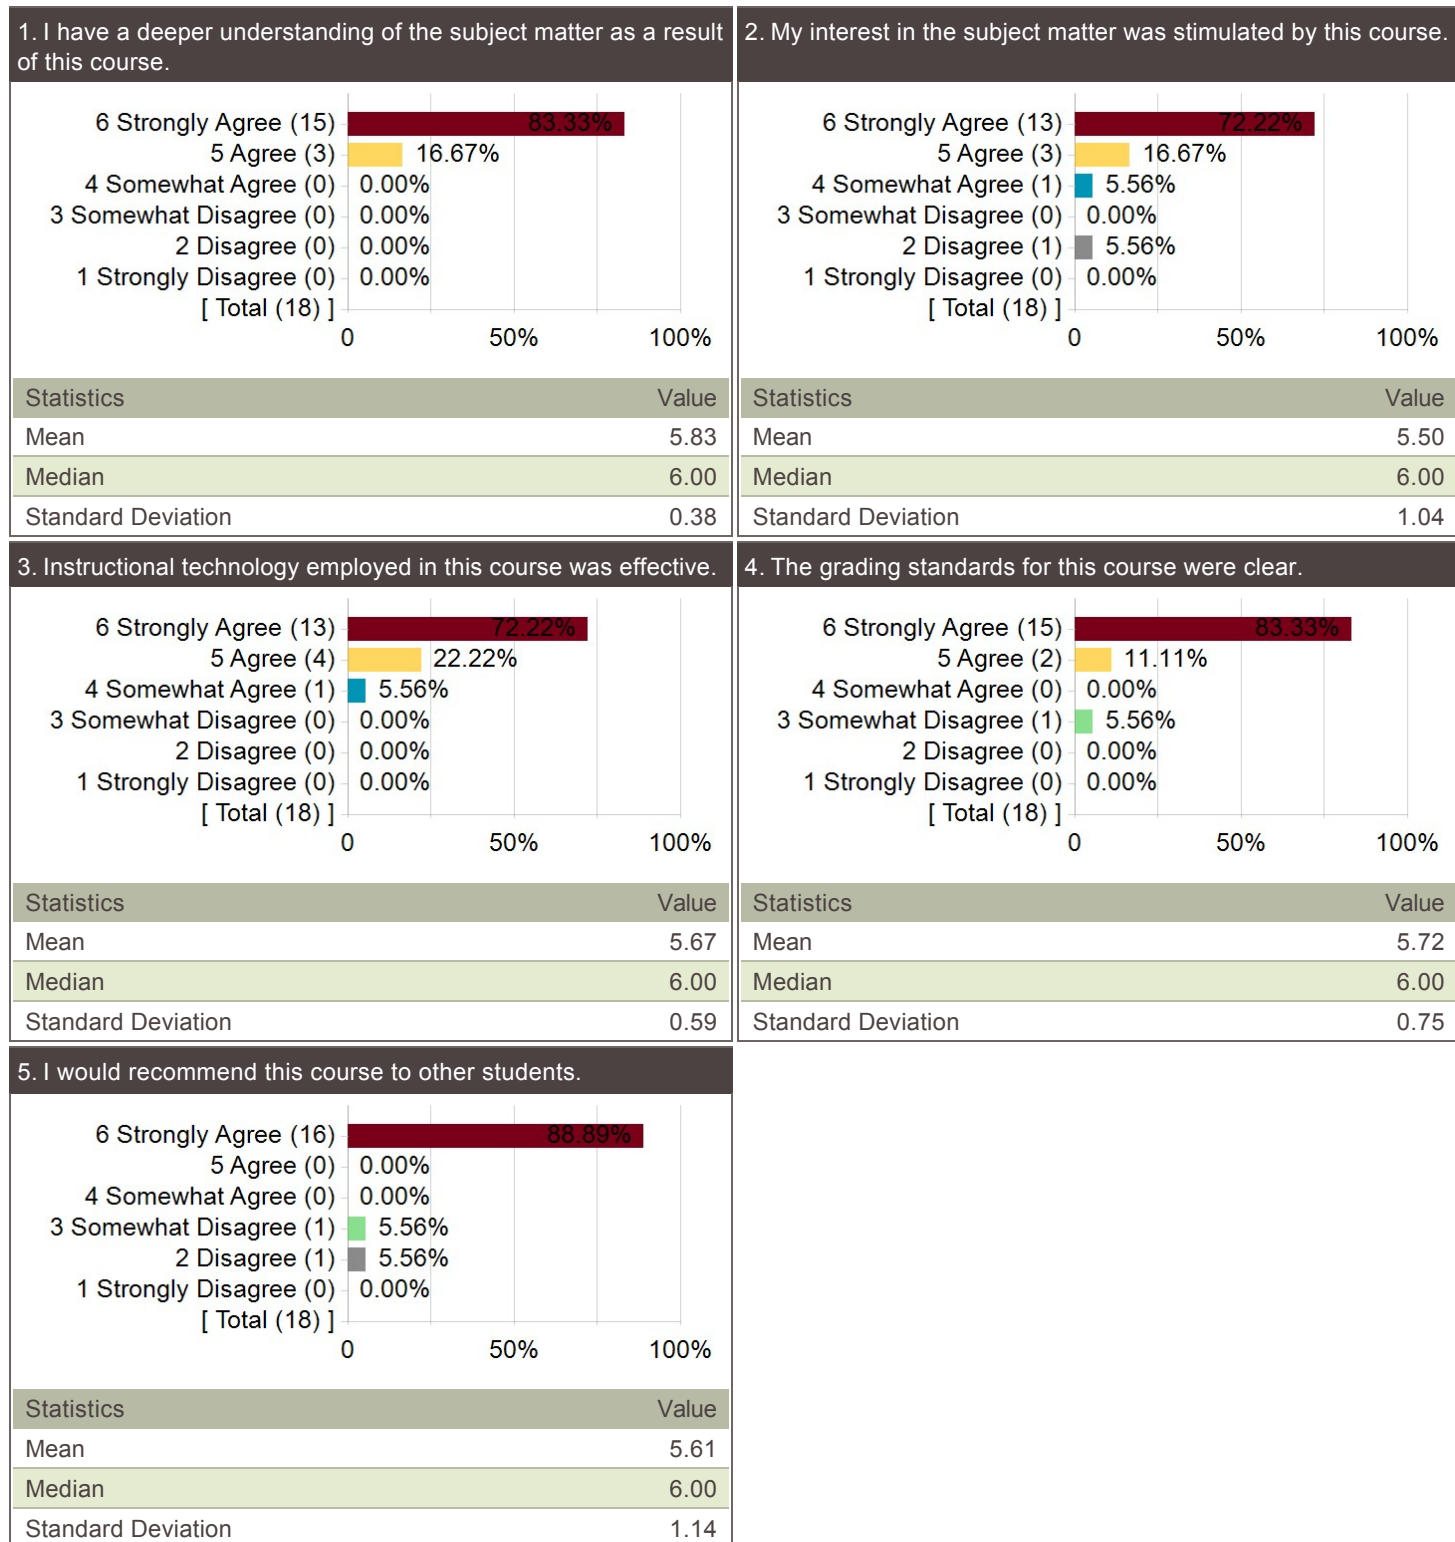 1. I have a deeper understanding of the subject matter as a result
of this course.
6 Strongly Agree (15) 83.33%
5 Agree (3) 16.67%
4 Somewhat Agree (0) 0.00%
3 Somewhat Disagree (0) 0.00%
2 Disagree (0) 0.00%
1 Strongly Disagree (0) 0.00%
[ Total (18) ]
0 50% 100%
Statistics Value
Mean 5.83
Median 6.00
Standard Deviation 0.38
2. My interest in the subject matter was stimulated by this course.
6 Strongly Agree (13) 72.22%
5 Agree (3) 16.67%
4 Somewhat Agree (1) 5.56%
3 Somewhat Disagree (0) 0.00%
2 Disagree (1) 5.56%
1 Strongly Disagree (0) 0.00%
[ Total (18) ]
0 50% 100%
Statistics Value
Mean 5.50
Median 6.00
Standard Deviation 1.04
3. Instructional technology employed in this course was effective.
6 Strongly Agree (13) 72.22%
5 Agree (4) 22.22%
4 Somewhat Agree (1) 5.56%
3 Somewhat Disagree (0) 0.00%
2 Disagree (0) 0.00%
1 Strongly Disagree (0) 0.00%
[ Total (18) ]
0 50% 100%
Statistics Value
Mean 5.67
Median 6.00
Standard Deviation 0.59
4. The grading standards for this course were clear.
6 Strongly Agree (15) 83.33%
5 Agree (2) 11.11%
4 Somewhat Agree (0) 0.00%
3 Somewhat Disagree (1) 5.56%
2 Disagree (0) 0.00%
1 Strongly Disagree (0) 0.00%
[ Total (18) ]
0 50% 100%
Statistics Value
Mean 5.72
Median 6.00
Standard Deviation 0.75
5. I would recommend this course to other students.
6 Strongly Agree (16) 88.89%
5 Agree (0) 0.00%
4 Somewhat Agree (0) 0.00%
3 Somewhat Disagree (1) 5.56%
2 Disagree (1) 5.56%
1 Strongly Disagree (0) 0.00%
[ Total (18) ]
0 50% 100%
Statistics Value
Mean 5.61
Median 6.00
Standard Deviation 1.14